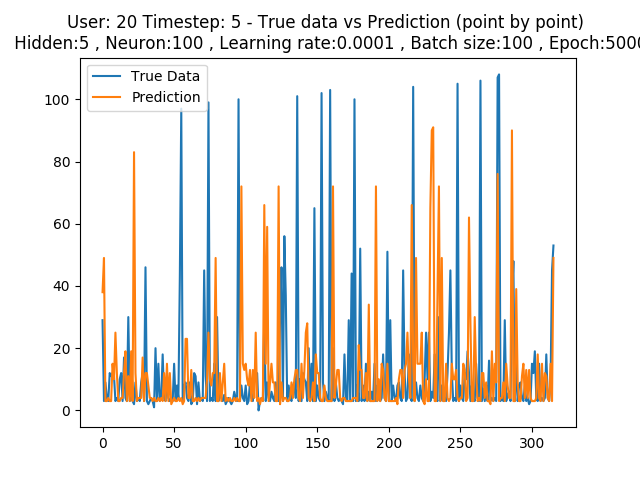 User: 20 Timestep: 5 - True data vs Prediction (point by point)
Hidden:5 , Neuron:100 , Learning rate:0.0001 , Batch size:100 , Epoch:5000
True Data
Prediction
100
80
60
40
20
0
0 50 100 150 200 250 300